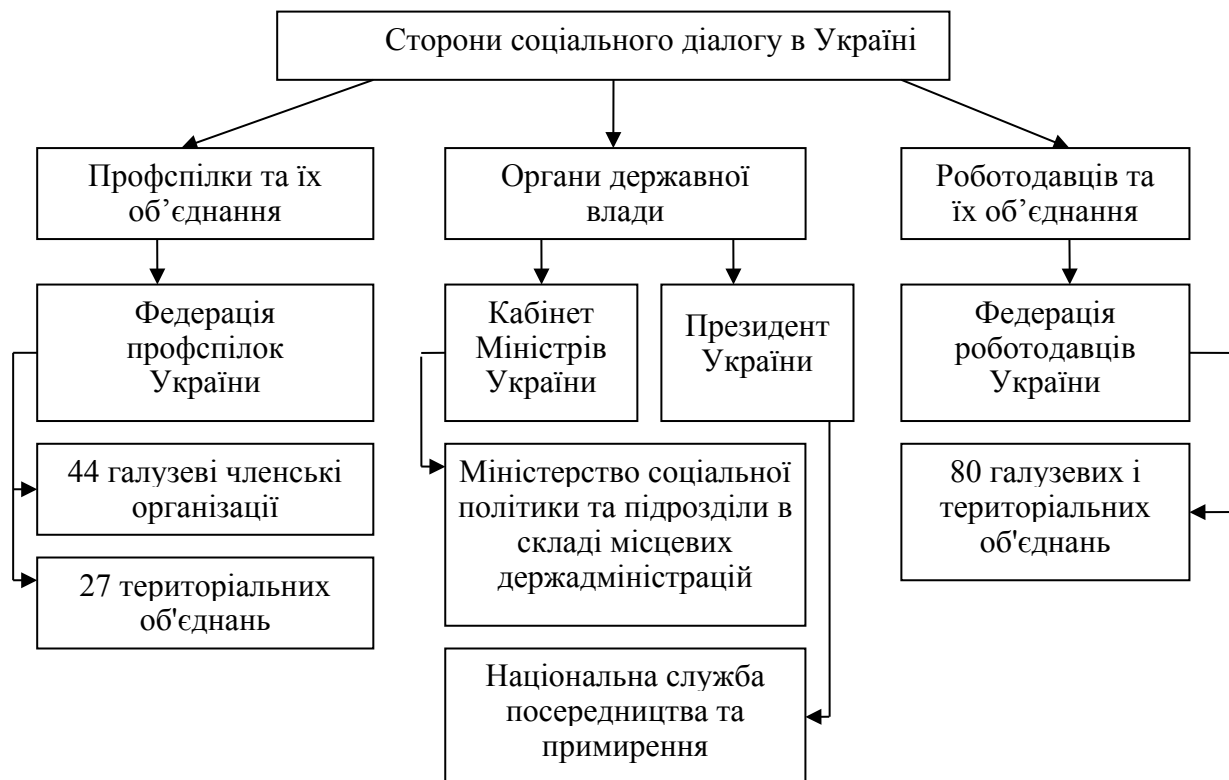 Сторони соціального діалогу в Україні
Профспілки та їх
об’єднання
Органи державної
влади
Роботодавців та
їх об’єднання
Федерація
профспілок
України
Кабінет
Міністрів
України
Президент
України
Федерація
роботодавців
України
44 галузеві членські
організації
27 територіальних
об'єднань
Міністерство соціальної
політики та підрозділи в
складі місцевих
держадміністрацій
Національна служба
посередництва та
примирення
80 галузевих і
територіальних
об'єднань